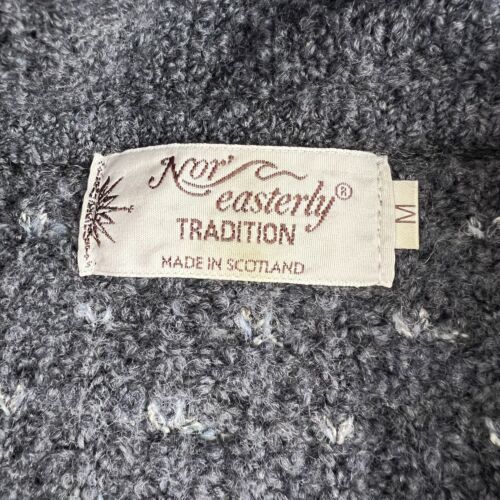 Nor'
easterly®
TRADITION
MADE IN SCOTLAND
M